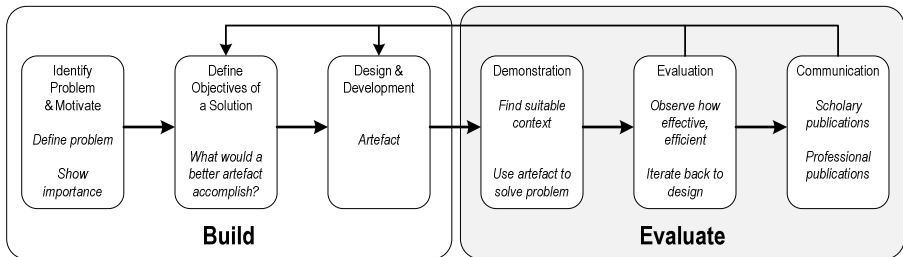 Identify
Problem
& Motivate
Define problem
Show
importance
Define
Objectives of
a Solution
What would a
better artefact
accomplish?
Design &
Development
Artefact
Build
Demonstration
Find suitable
context
Use artefact to
solve problem
Evaluation
Observe how
effective,
efficient
Iterate back to
design
Communication
Scholary
publications
Professional
publications
Evaluate